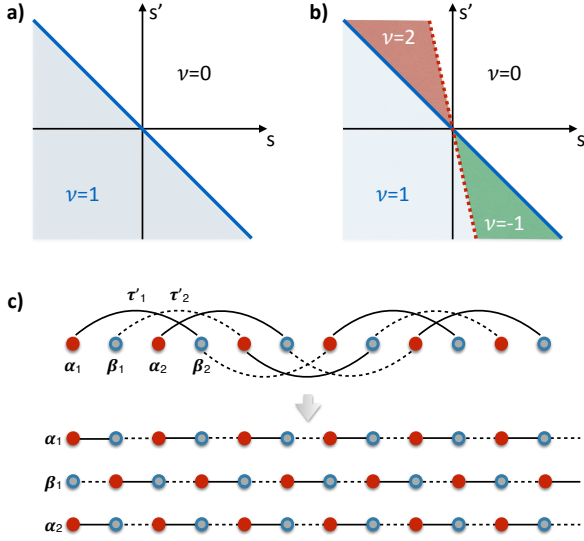 a)
s′
ν=0
s
ν=1
b)
s′
ν=2
ν=0
s
ν=1
ν=-1
c)
τ′1 τ′2
α1 β1 α2 β2
α1
β1
α2